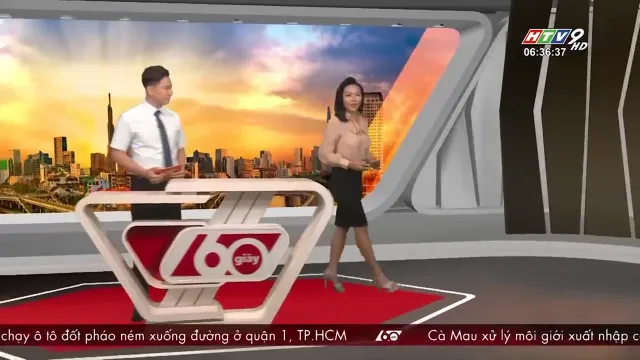 HTV9 HD
06:36:37
60 giây
chạy ô tô đốt pháo ném xuống đường ở quận 1, TP.HCM 60 Cà Mau xử lý môi giới xuất nhập c